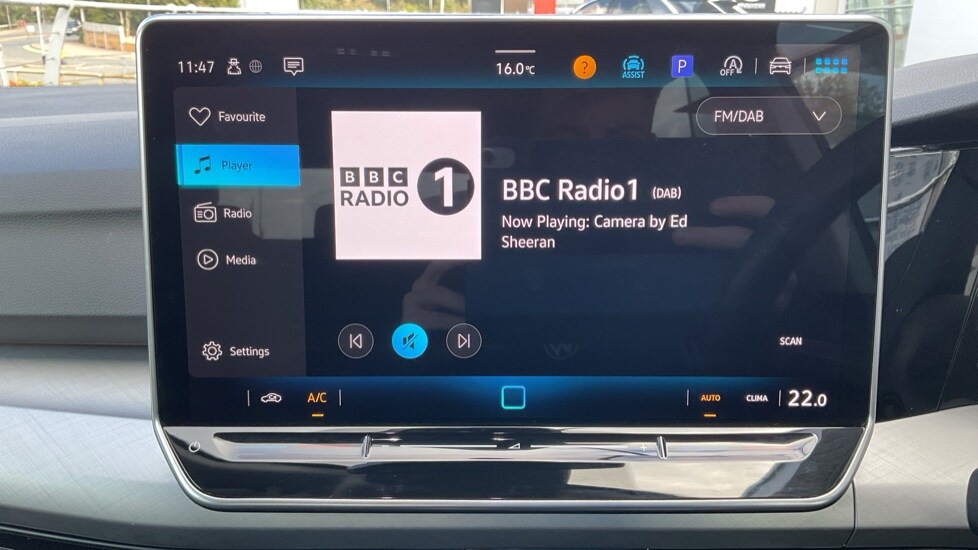 11:47
16.0°C
?
ASSIST
P
A
OFF
Favourite
FM/DAB
Player
BBC
RADIO
1
BBC Radio1 (DAB)
Now Playing: Camera by Ed
Sheeran
Radio
Media
Settings
SCAN
A/C
AUTO
CLIMA
22.0